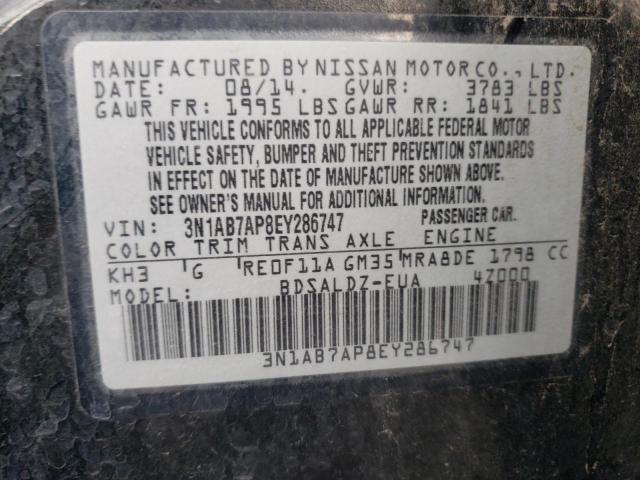 MANUFACTURED BY NISSAN MOTOR CO., LTD.
DATE: 08/14. GVWR: 3783 LBS
GAWR FR: 1995 LBS GAWR RR: 1841 LBS
THIS VEHICLE CONFORMS TO ALL APPLICABLE FEDERAL MOTOR
VEHICLE SAFETY, BUMPER AND THEFT PREVENTION STANDARDS
IN EFFECT ON THE DATE OF MANUFACTURE SHOWN ABOVE.
SEE OWNER'S MANUAL FOR ADDITIONAL INFORMATION.
VIN: 3N1AB7AP8EY286747 PASSENGER CAR.
COLOR TRIM TRANS AXLE ENGINE
KH3 G RE0F11A GM35 MRA8DE 1798 CC
MODEL: BDSALDZ-EUA 4Z000
3N1AB7AP8EY286747